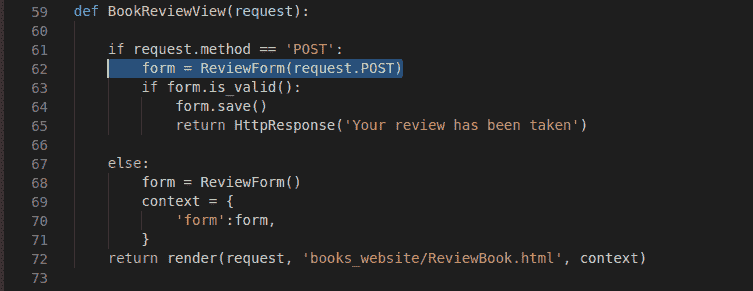 59 def BookReviewView(request):
60
61 if request.method == 'POST':
62 form = ReviewForm(request.POST)
63 if form.is_valid():
64 form.save()
65 return HttpResponse('Your review has been taken')
66
67 else:
68 form = ReviewForm()
69 context = {
70 'form':form,
71 }
72 return render(request, 'books_website/ReviewBook.html', context)
73